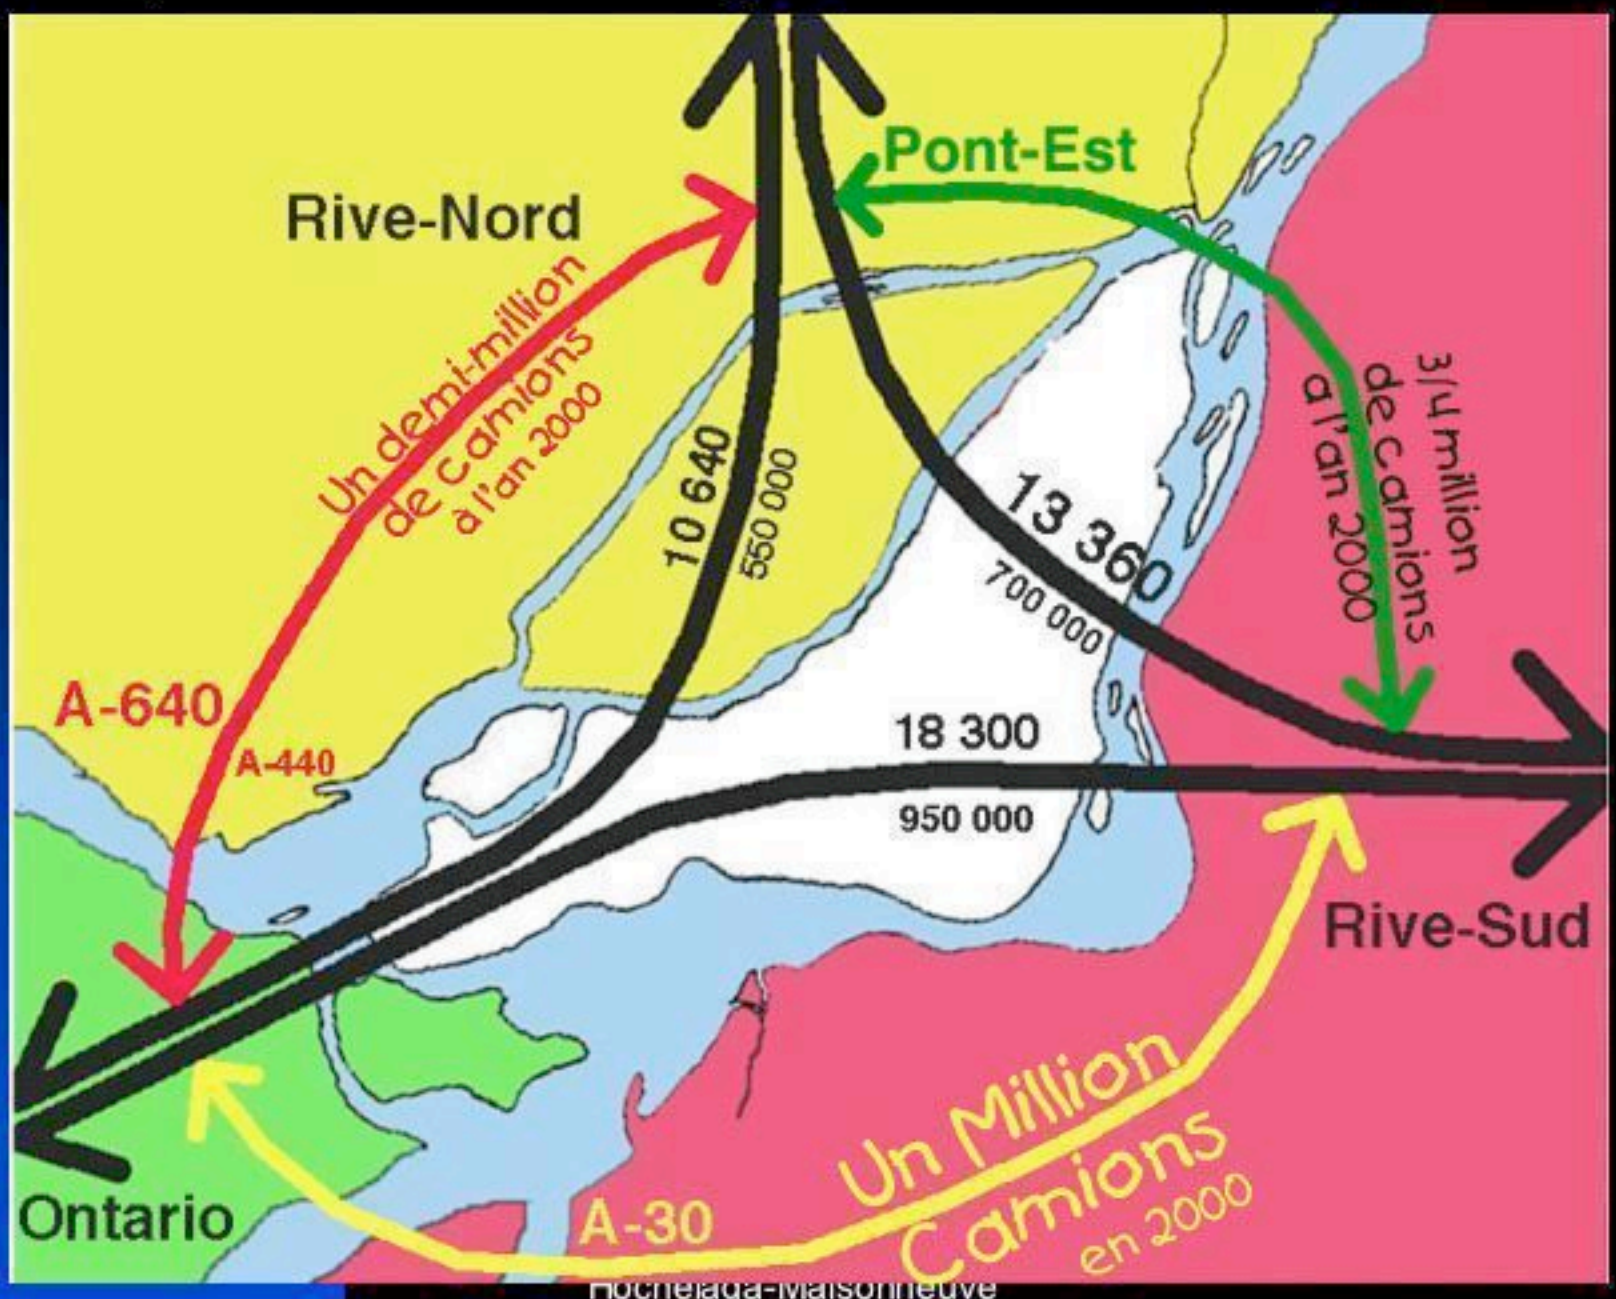 Pont-Est
Rive-Nord
Un demi-million
de camions
à l'an 2000
3/4 million
de camions
a l'an 2000
10 640
550 000
13 360
700 000
A-640
A-440
18 300
950 000
Rive-Sud
Un Million
Camions
en 2000
A-30
Ontario
Hochelaga-Maisonneuve